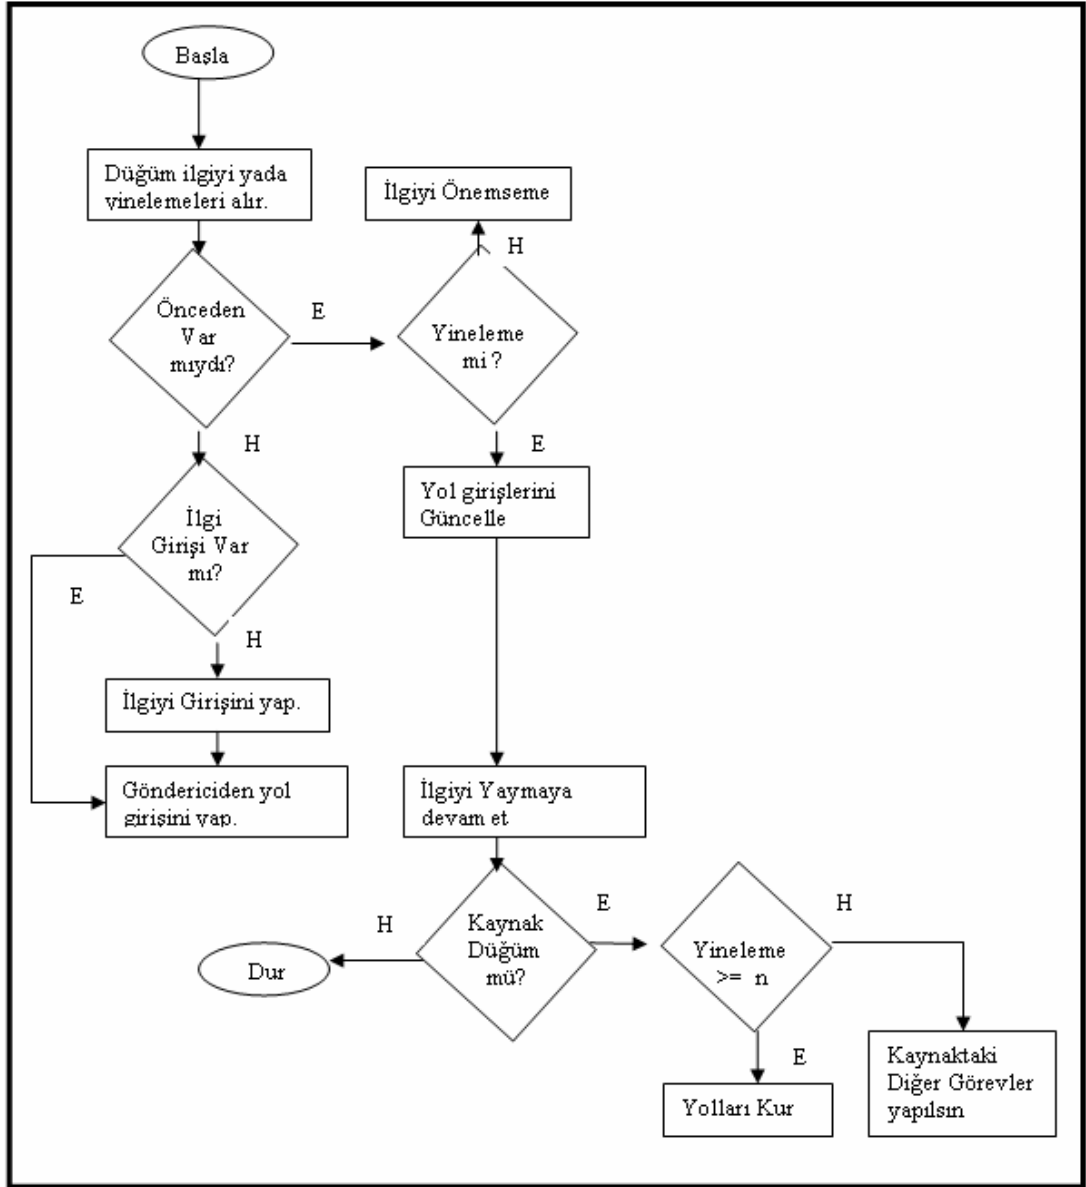 Başla
Düğüm ilgiyi yada
yinelemeleri alır.
İlgiyi Önemseme
H
Önceden
Var
mıydı?
E
Yineleme
mi ?
H
E
İlgi
Girişi Var
mı?
Yol girişlerini
Güncelle
E
H
İlgiyi Girişini yap.
Göndericiden yol
girişini yap.
İlgiyi Yaymaya
devam et
H
Kaynak
Düğüm
mü?
E
Yineleme
>= n
H
Dur
E
Yolları Kur
Kaynaktaki
Diğer Görevler
yapılsın